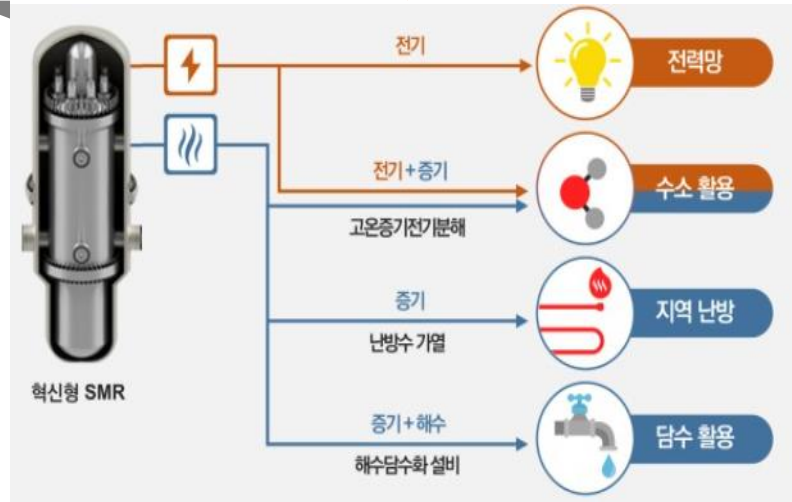 전기
전력망
전기 + 증기
수소 활용
고온증기전기분해
증기
지역 난방
난방수 가열
혁신형 SMR
증기 + 해수
담수 활용
해수담수화 설비